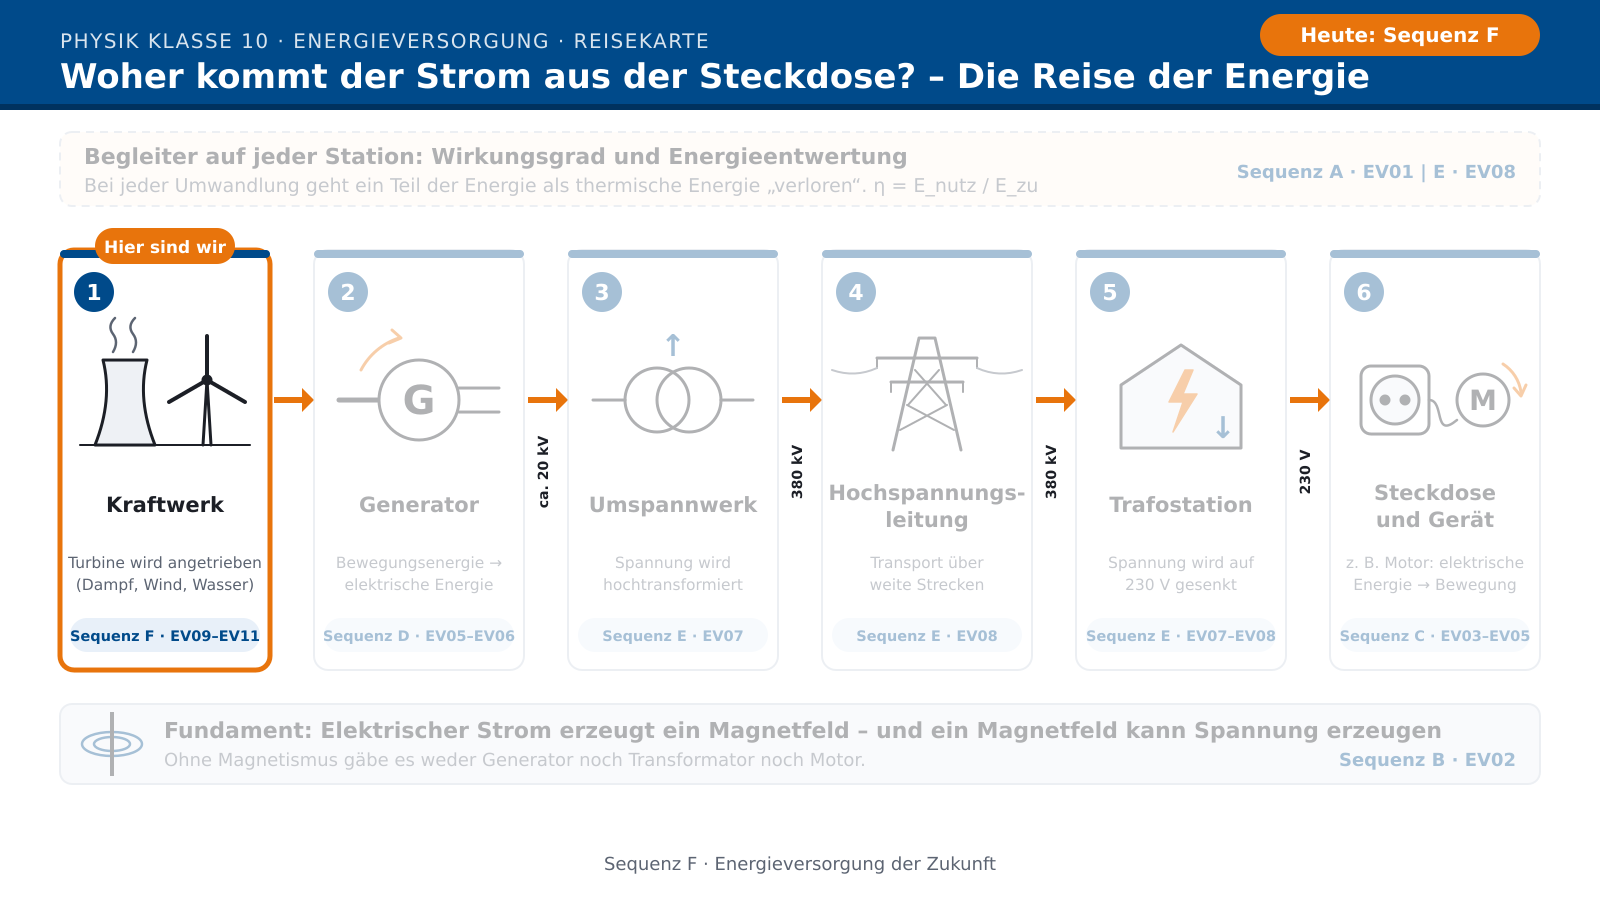 PHYSIK KLASSE 10 · ENERGIEVERSORGUNG · REISEKARTE
Heute: Sequenz F
Woher kommt der Strom aus der Steckdose? – Die Reise der Energie
Begleiter auf jeder Station: Wirkungsgrad und Energieentwertung
Bei jeder Umwandlung geht ein Teil der Energie als thermische Energie „verloren“. η = E_nutz / E_zu
Sequenz A · EV01 | E · EV08
Hier sind wir
1
Kraftwerk
Turbine wird angetrieben
(Dampf, Wind, Wasser)
Sequenz F · EV09–EV11
2
G
Generator
Bewegungsenergie →
elektrische Energie
Sequenz D · EV05–EV06
ca. 20 kV
3
↑
Umspannwerk
Spannung wird
hochtransformiert
Sequenz E · EV07
380 kV
4
Hochspannungs-
leitung
Transport über
weite Strecken
Sequenz E · EV08
380 kV
5
↓
Trafostation
Spannung wird auf
230 V gesenkt
Sequenz E · EV07–EV08
230 V
6
M
Steckdose
und Gerät
z. B. Motor: elektrische
Energie → Bewegung
Sequenz C · EV03–EV05
Fundament: Elektrischer Strom erzeugt ein Magnetfeld – und ein Magnetfeld kann Spannung erzeugen
Ohne Magnetismus gäbe es weder Generator noch Transformator noch Motor.
Sequenz B · EV02
Sequenz F · Energieversorgung der Zukunft